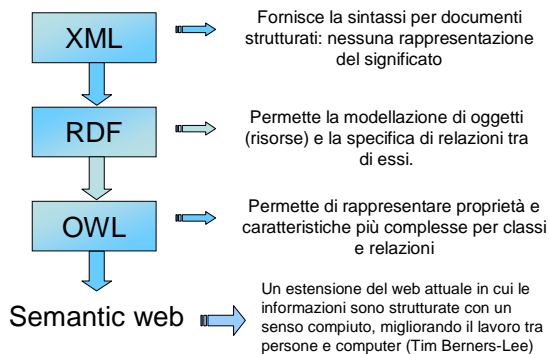 XML
Fornisce la sintassi per documenti
strutturati: nessuna rappresentazione
del significato
RDF
Permette la modellazione di oggetti
(risorse) e la specifica di relazioni tra
di essi.
OWL
Permette di rappresentare proprietà e
caratteristiche più complesse per classi
e relazioni
Semantic web
Un estensione del web attuale in cui le
informazioni sono strutturate con un
senso compiuto, migliorando il lavoro tra
persone e computer (Tim Berners-Lee)